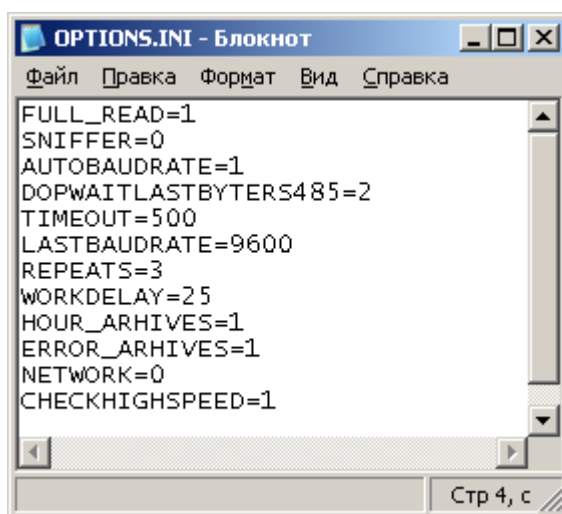 OPTIONS.INI - Блокнот
Файл Правка Формат Вид Справка
FULL_READ=1
SNIFFER=0
AUTOBAUDRATE=1
DOPWAITLASTBYTERS485=2
TIMEOUT=500
LASTBAUDRATE=9600
REPEATS=3
WORKDELAY=25
HOUR_ARHIVES=1
ERROR_ARHIVES=1
NETWORK=0
CHECKHIGHSPEED=1
Стр 4, с